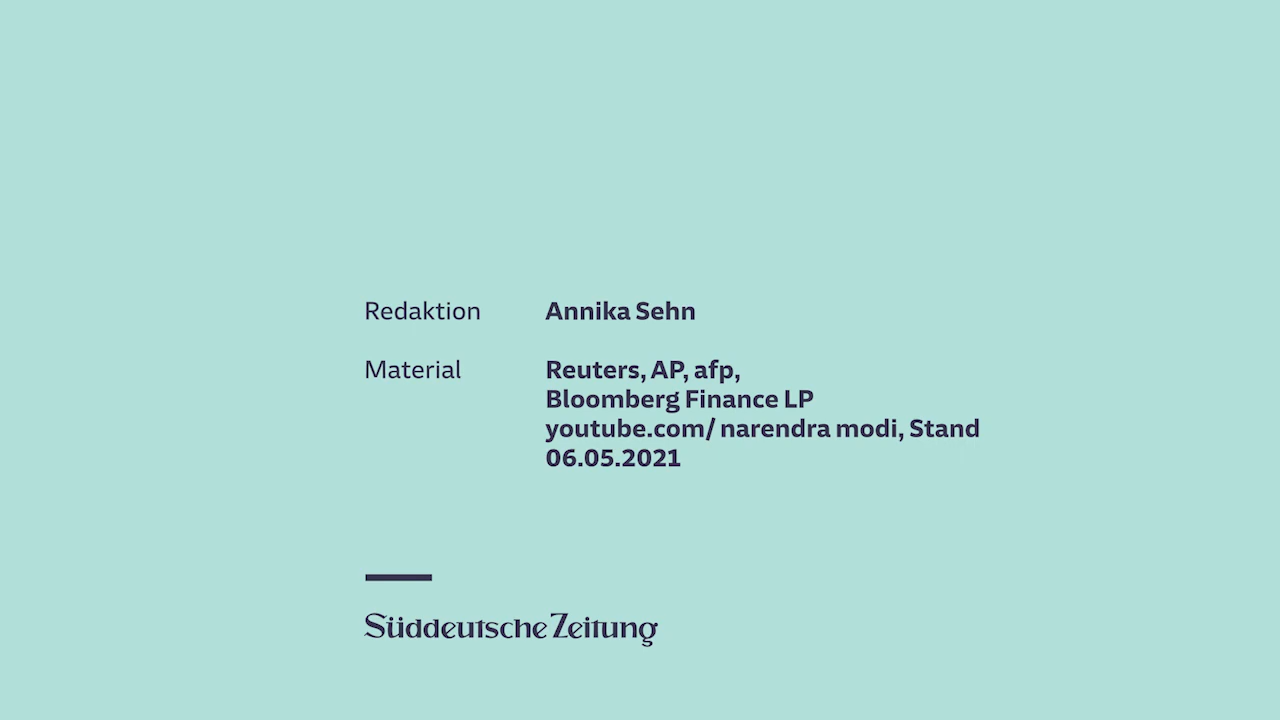 Redaktion Annika Sehn
Material Reuters, AP, afp,
Bloomberg Finance LP
youtube.com/ narendra modi, Stand
06.05.2021
Süddeutsche Zeitung